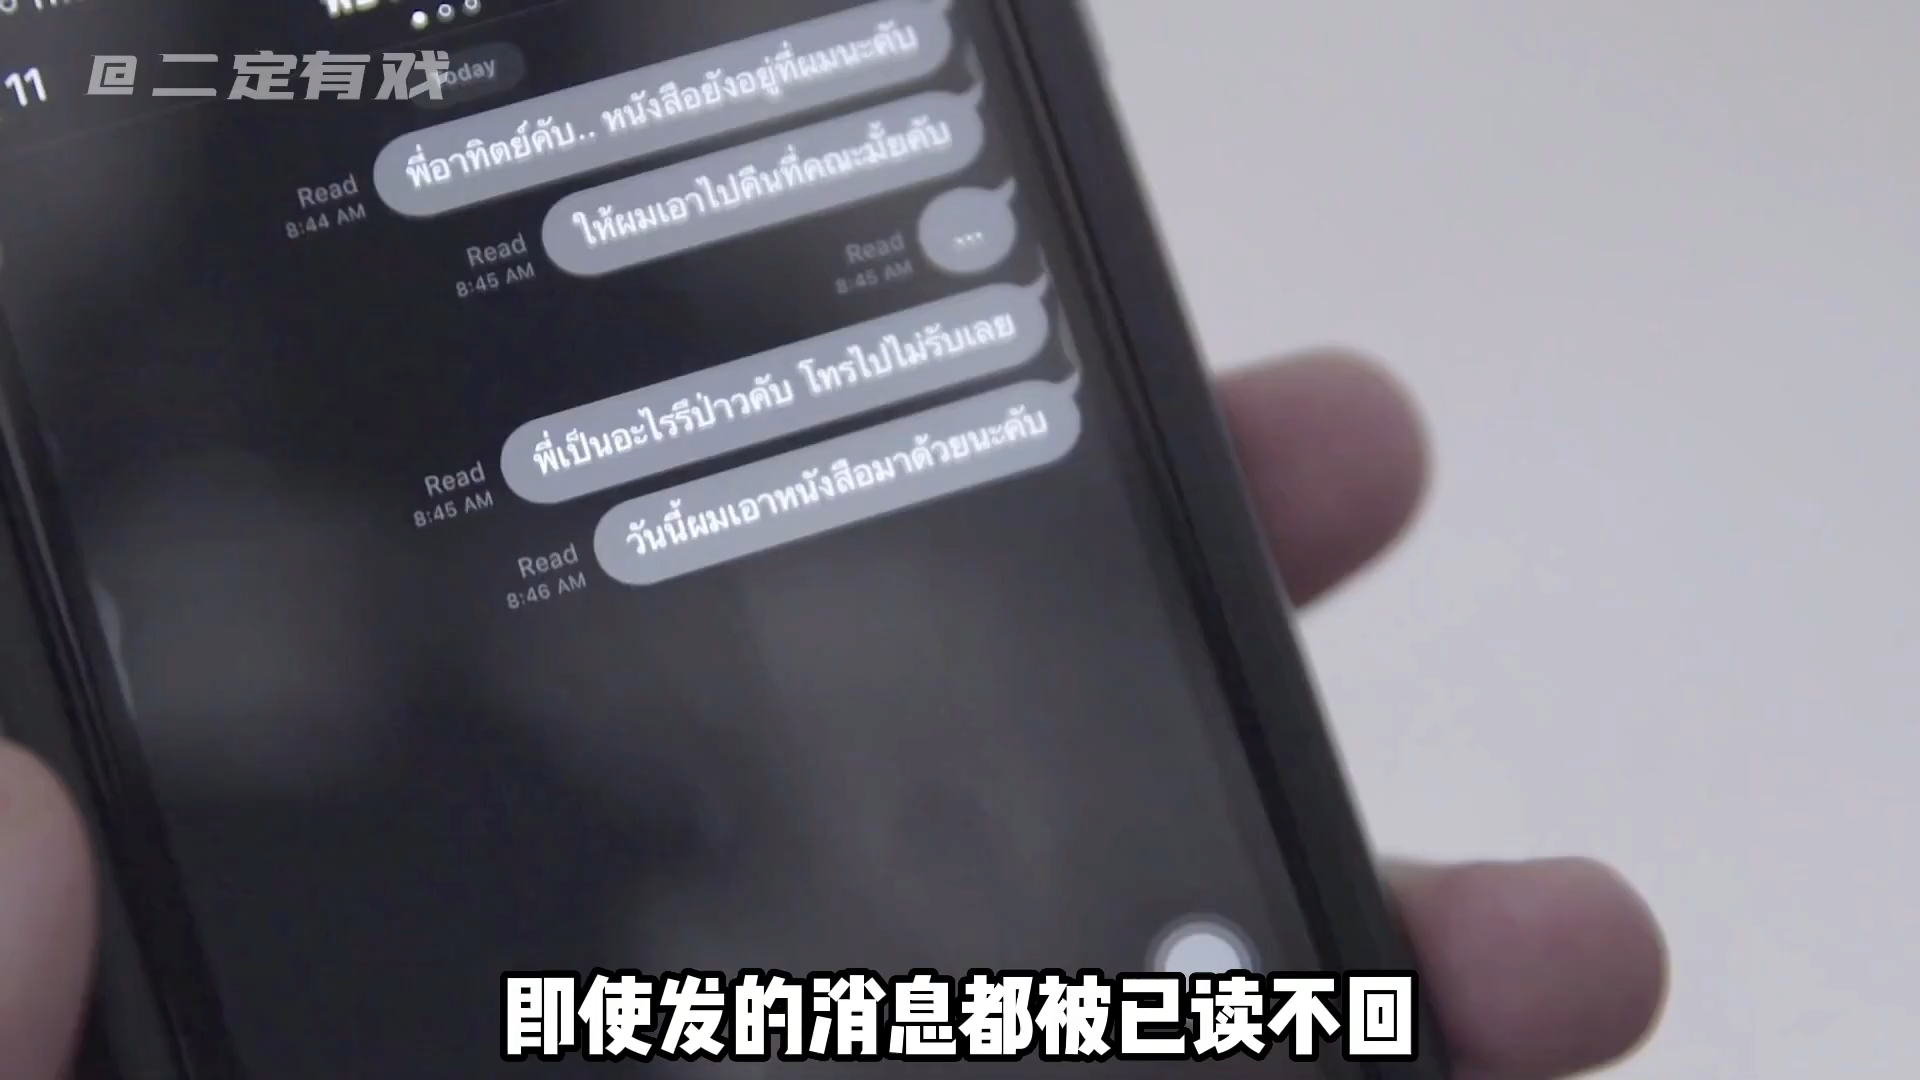 11
@二定有戏
Today
พี่อาทิตย์คับ.. หนังสือยังอยู่ที่ผมนะคับ
Read
8:44 AM
ให้ผมเอาไปคืนที่คณะมั้ยคับ
Read
8:45 AM
...
Read
8:45 AM
พี่เป็นอะไรรึป่าวคับ โทรไปไม่รับเลย
Read
8:45 AM
วันนี้ผมเอาหนังสือมาด้วยนะคับ
Read
8:46 AM
即使发的消息都被已读不回